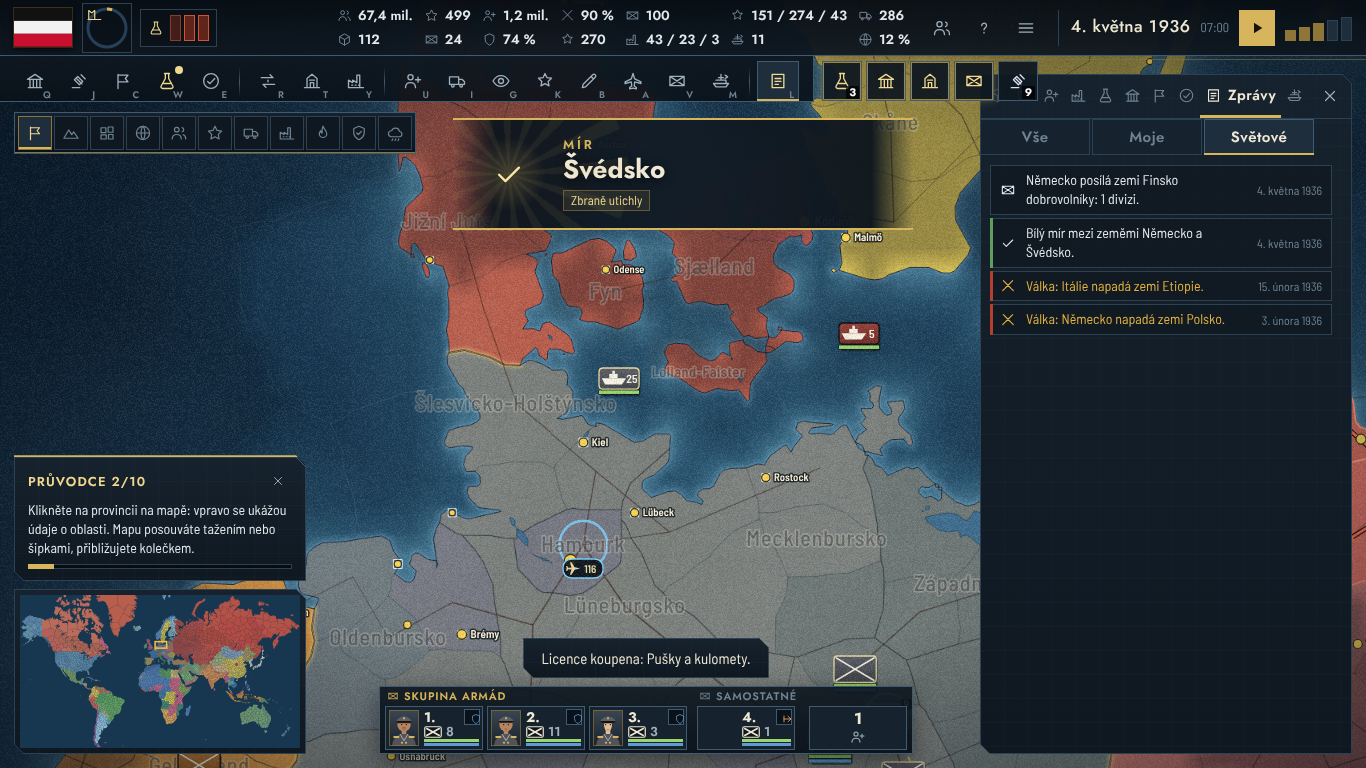 67,4 mil.
499
1,2 mil.
90 %
100
151 / 274 / 43
286
112
24
74 %
270
43 / 23 / 3
11
12 %
?
4. května 1936
07:00
Q
J
C
W
E
R
T
Y
U
I
G
K
B
A
V
M
L
3
9
Zprávy
Vše
Moje
Světové
Německo posílá zemi Finsko
dobrovolníky: 1 divizi.
4. května 1936
Bílý mír mezi zeměmi Německo a
Švédsko.
4. května 1936
Válka: Itálie napadá zemi Etiopie.
15. února 1936
Válka: Německo napadá zemi Polsko.
3. února 1936
MÍR
Švédsko
Zbraně utichly
Skåne
Malmö
Odense
Sjælland
Fyn
5
25
Lolland-Falster
Šlesvicko-Holštýnsko
Kiel
Rostock
Lübeck
Hamburk
116
Mecklenbursko
Lüneburgsko
Oldenbursko
Brémy
PRŮVODCE 2/10
Klikněte na provincii na mapě: vpravo se ukážou
údaje o oblasti. Mapu posouváte tažením nebo
šipkami, přibližujete kolečkem.
Licence koupena: Pušky a kulomety.
SKUPINA ARMÁD
SAMOSTATNÉ
1.
8
2.
11
3.
3
4.
1
1
Osnabrück